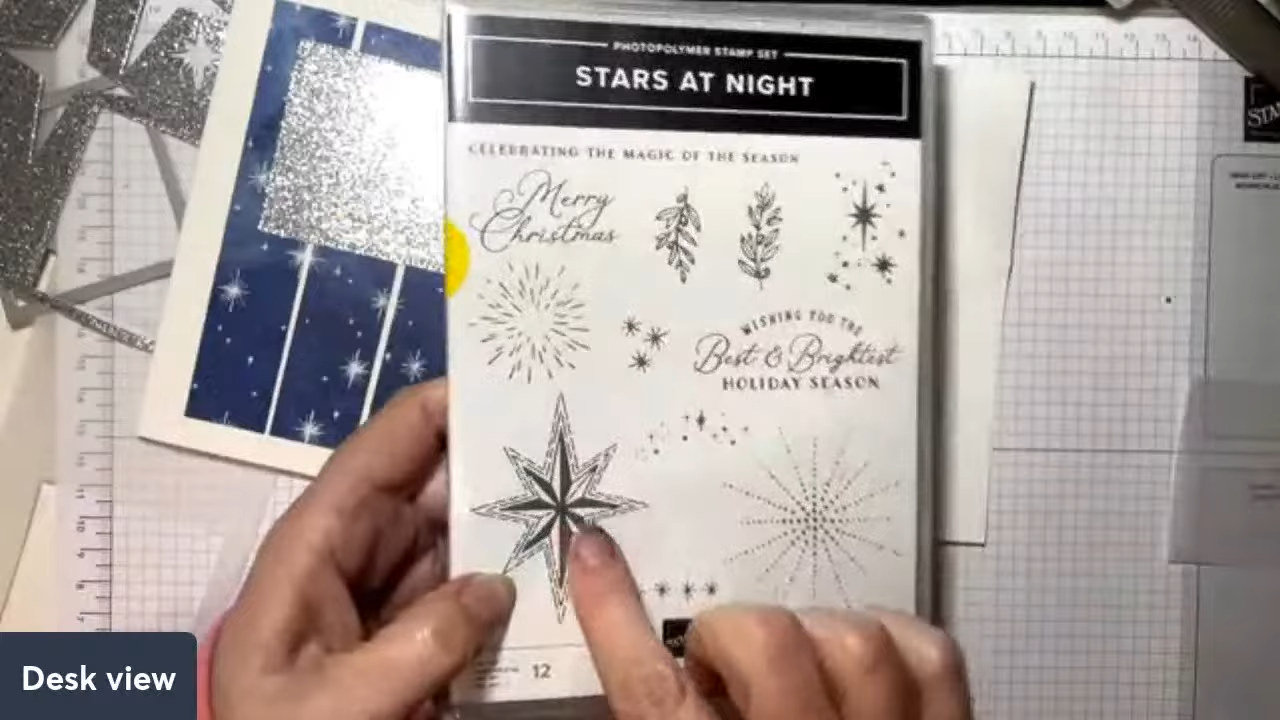 PHOTOPOLYMER STAMP SET
STARS AT NIGHT
CELEBRATING THE MAGIC OF THE SEASON
Merry
Christmas
WISHING YOU THE
Best & Brightest
HOLIDAY SEASON
12
Desk view